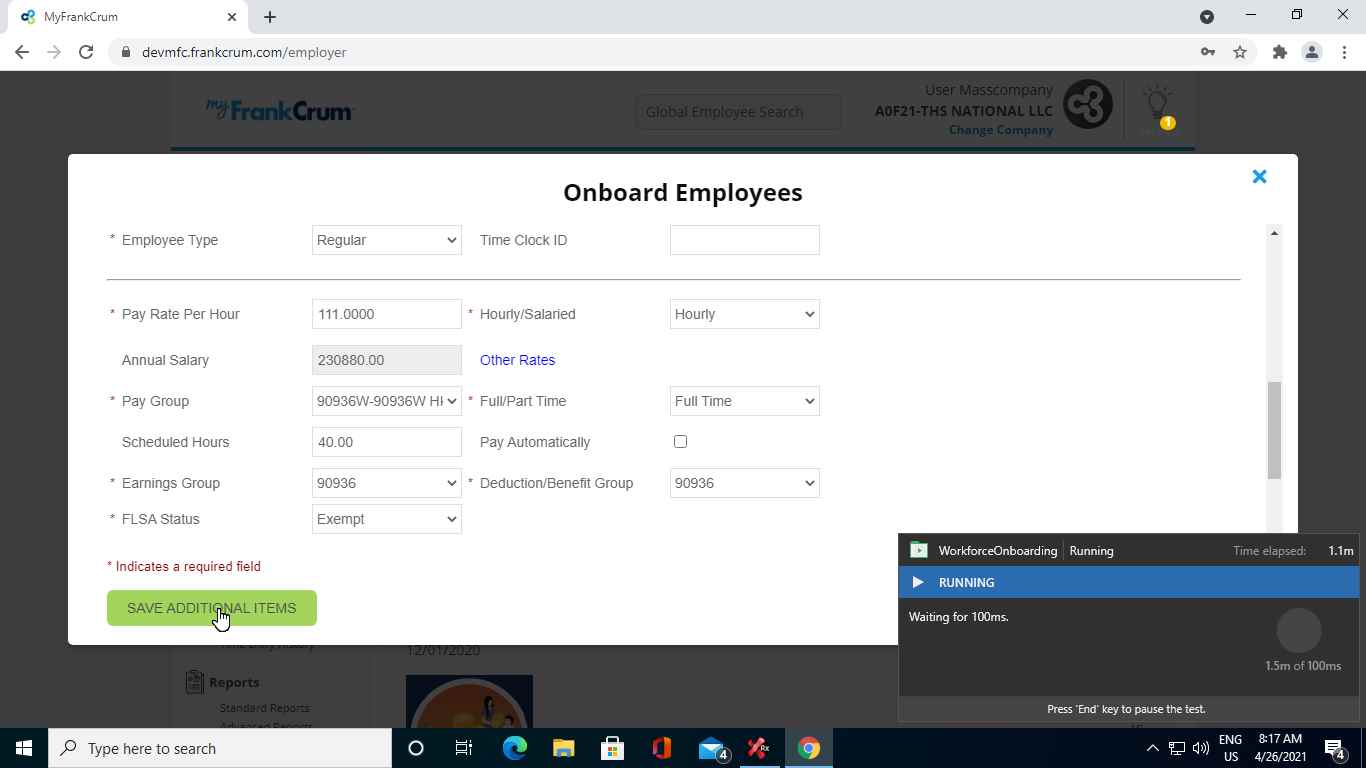 MyFrankCrum
devmfc.frankcrum.com/employer
myFrankCrum
Global Employee Search
User Masscompany
A0F21-THS NATIONAL LLC
Change Company
1
Onboard Employees
* Employee Type Regular Time Clock ID
* Pay Rate Per Hour 111.0000 * Hourly/Salaried Hourly
Annual Salary 230880.00 Other Rates
* Pay Group 90936W-90936W * Full/Part Time Full Time
Scheduled Hours 40.00 Pay Automatically
* Earnings Group 90936 * Deduction/Benefit Group 90936
* FLSA Status Exempt
* Indicates a required field
SAVE ADDITIONAL ITEMS
WorkforceOnboarding Running Time elapsed: 1.1m
RUNNING
Waiting for 100ms.
1.5m of 100ms
Press 'End' key to pause the test.
12/01/2020
Reports
Standard Reports
Advanced Reports
Type here to search
4
Rx
ENG
US
8:17 AM
4/26/2021
4